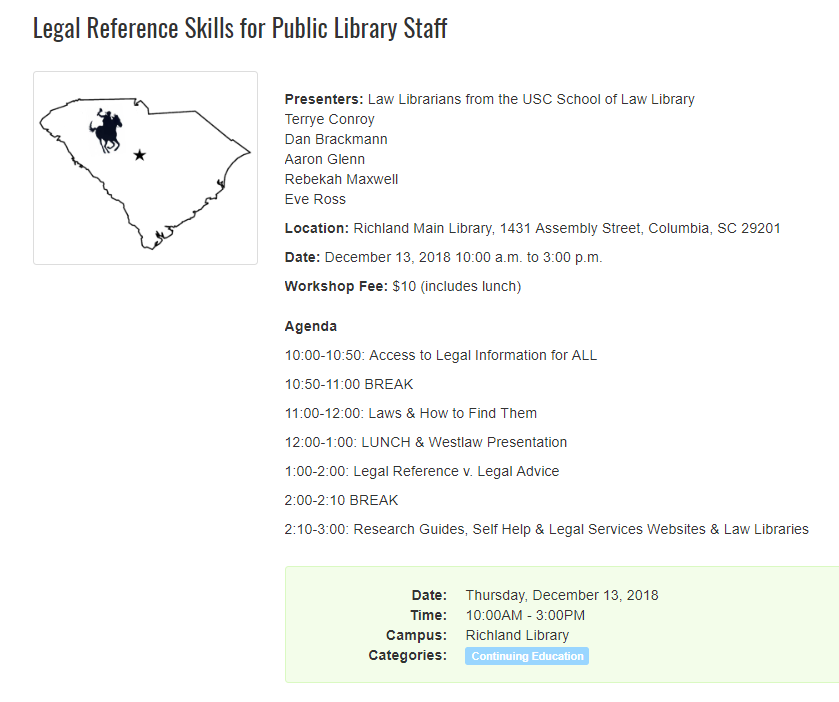 Legal Reference Skills for Public Library Staff
Presenters: Law Librarians from the USC School of Law Library
Terrye Conroy
Dan Brackmann
Aaron Glenn
Rebekah Maxwell
Eve Ross
Location: Richland Main Library, 1431 Assembly Street, Columbia, SC 29201
Date: December 13, 2018 10:00 a.m. to 3:00 p.m.
Workshop Fee: $10 (includes lunch)
Agenda
10:00-10:50: Access to Legal Information for ALL
10:50-11:00 BREAK
11:00-12:00: Laws & How to Find Them
12:00-1:00: LUNCH & Westlaw Presentation
1:00-2:00: Legal Reference v. Legal Advice
2:00-2:10 BREAK
2:10-3:00: Research Guides, Self Help & Legal Services Websites & Law Libraries
Date: Thursday, December 13, 2018
Time: 10:00AM - 3:00PM
Campus: Richland Library
Categories: Continuing Education